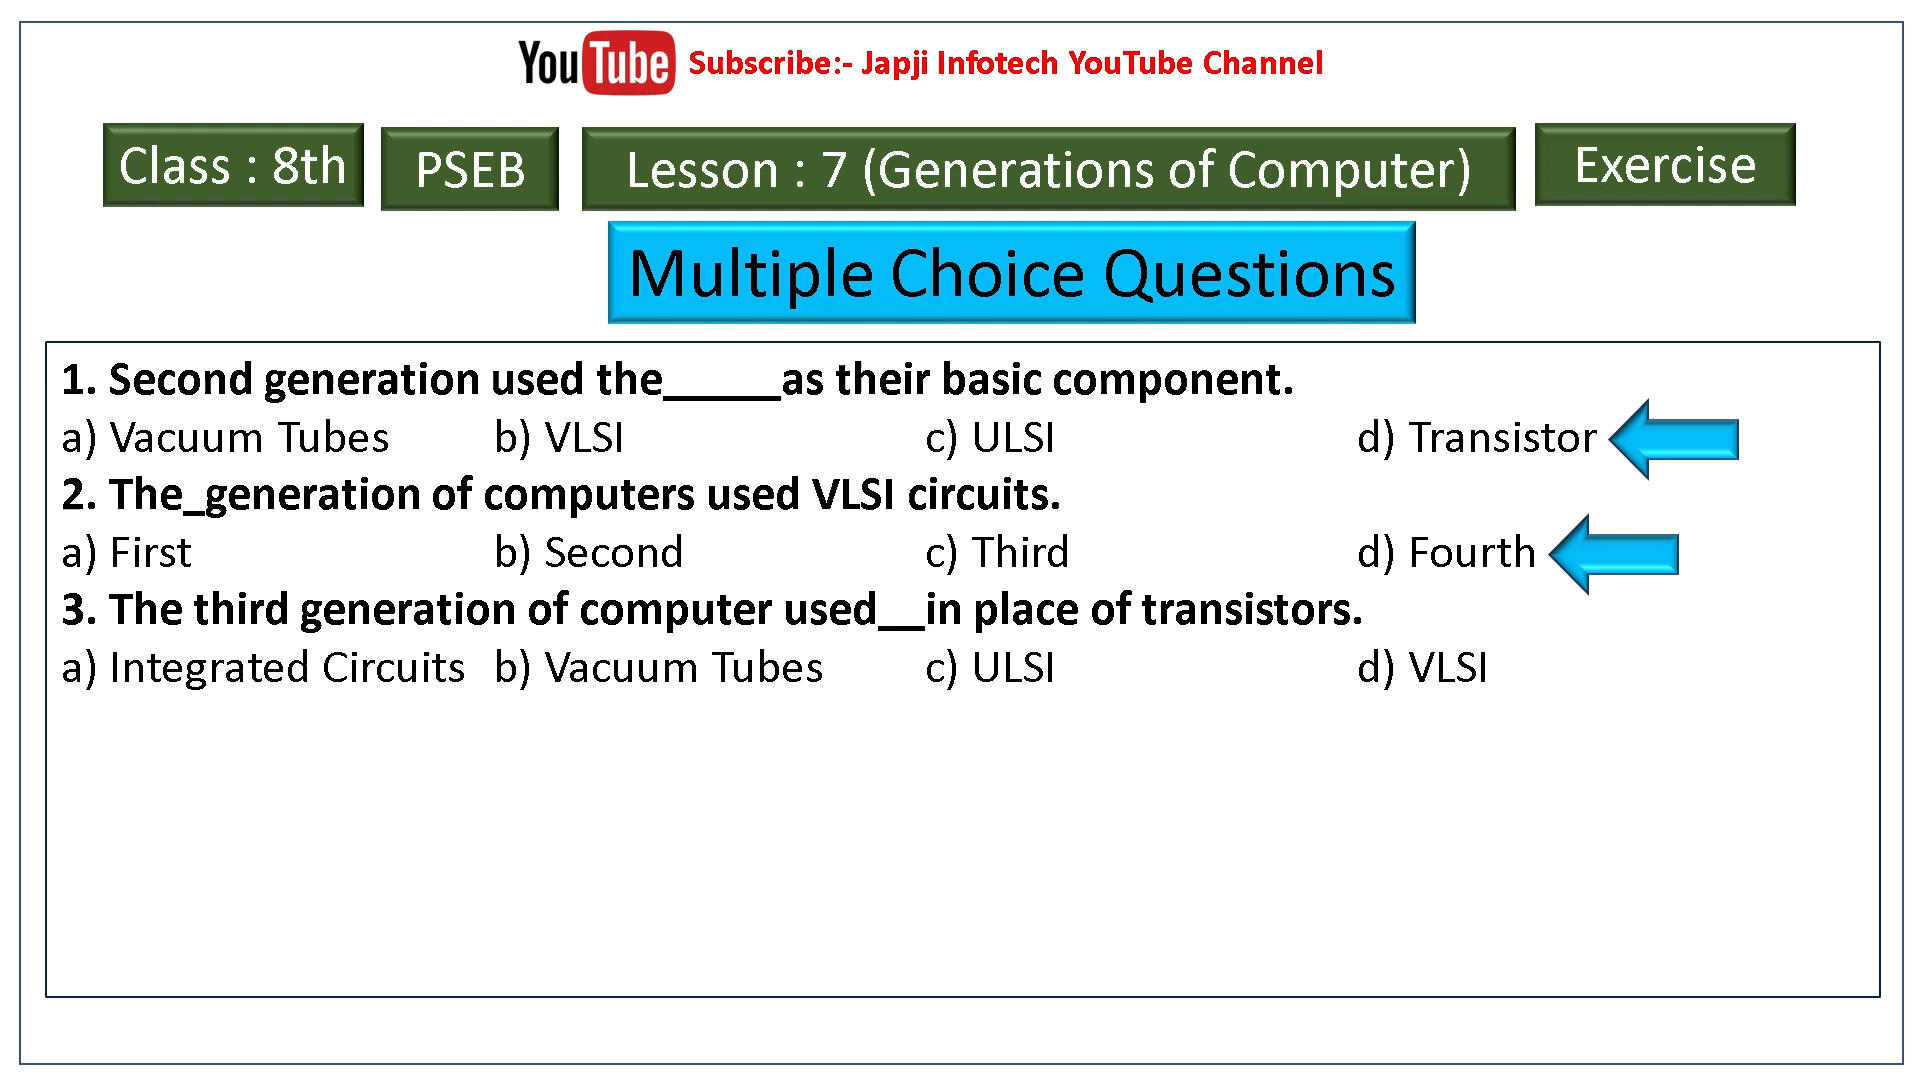 YouTube Subscribe:- Japji Infotech YouTube Channel
Class : 8th PSEB Lesson : 7 (Generations of Computer) Exercise
Multiple Choice Questions
1. Second generation used the_____as their basic component.
a) Vacuum Tubes b) VLSI c) ULSI d) Transistor
2. The_generation of computers used VLSI circuits.
a) First b) Second c) Third d) Fourth
3. The third generation of computer used__in place of transistors.
a) Integrated Circuits b) Vacuum Tubes c) ULSI d) VLSI